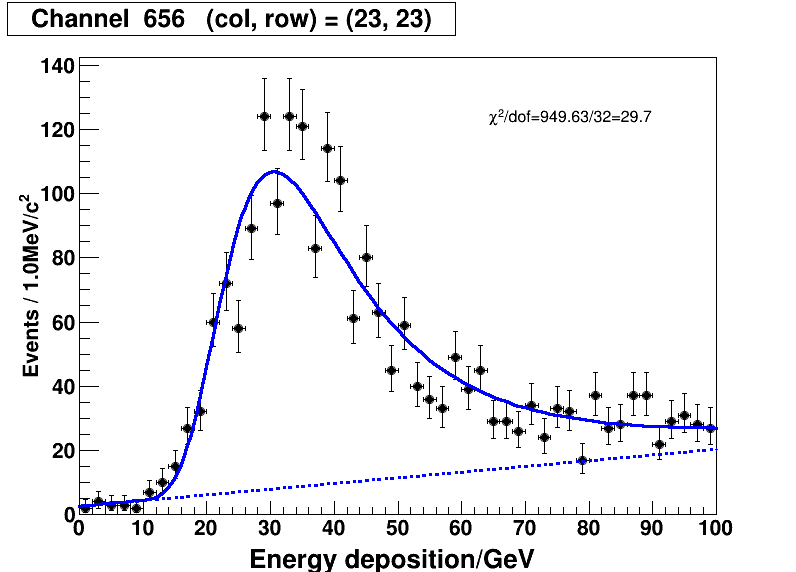 Channel  656   (col, row) = (23, 23)
χ²/dof=949.63/32=29.7
Events / 1.0MeV/c²
140
120
100
80
60
40
20
0
0 10 20 30 40 50 60 70 80 90 100
Energy deposition/GeV